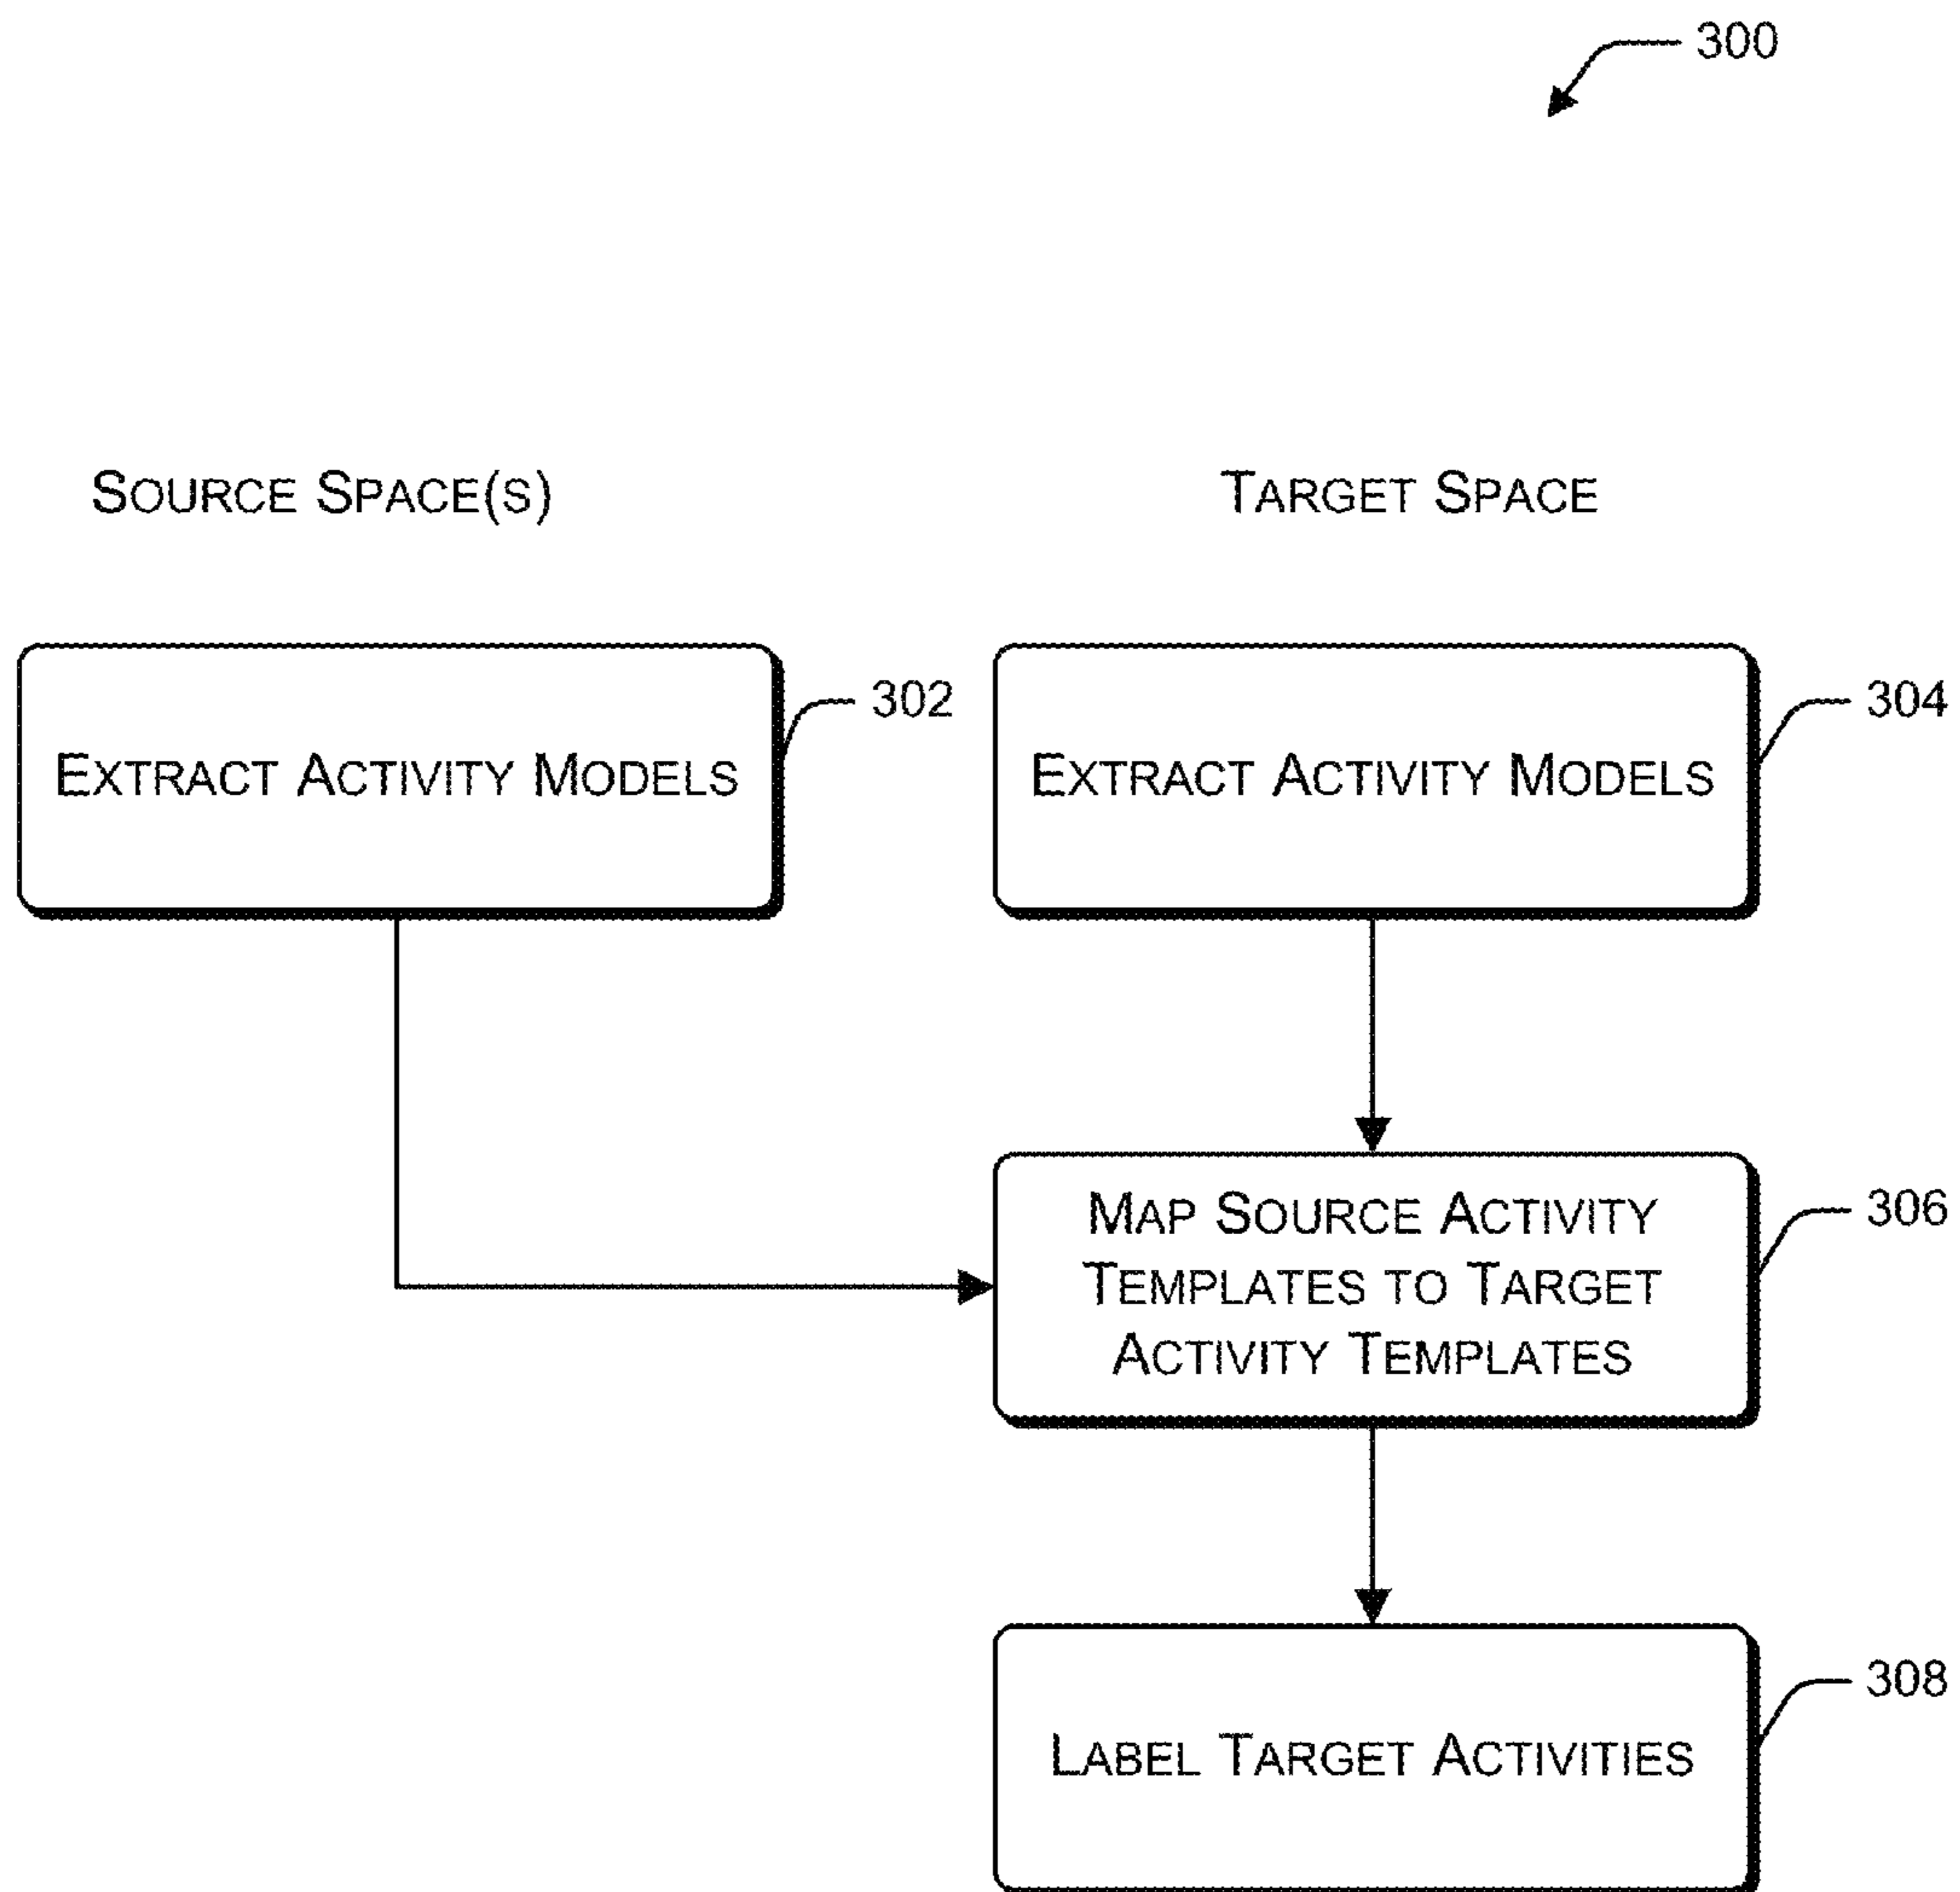 300
SOURCE SPACE(S)
TARGET SPACE
EXTRACT ACTIVITY MODELS
302
EXTRACT ACTIVITY MODELS
304
MAP SOURCE ACTIVITY
TEMPLATES TO TARGET
ACTIVITY TEMPLATES
306
LABEL TARGET ACTIVITIES
308